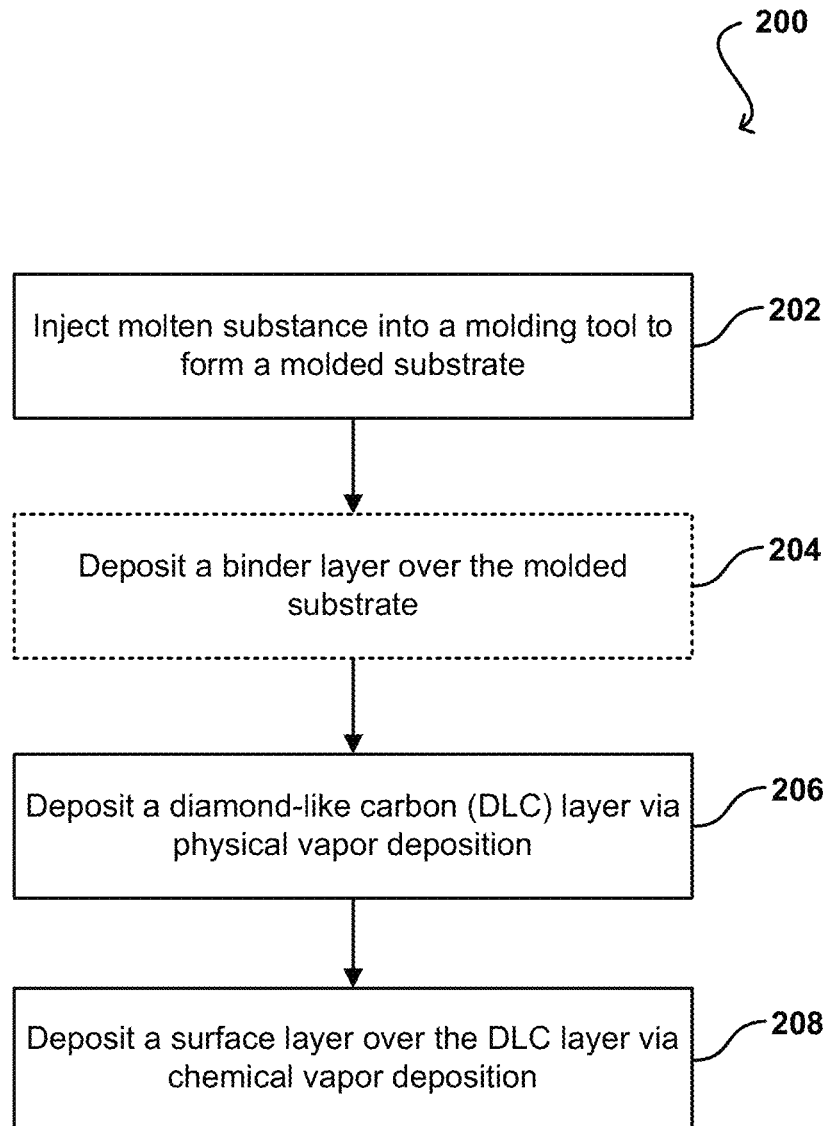 200
Inject molten substance into a molding tool to
form a molded substrate
202
Deposit a binder layer over the molded
substrate
204
Deposit a diamond-like carbon (DLC) layer via
physical vapor deposition
206
Deposit a surface layer over the DLC layer via
chemical vapor deposition
208